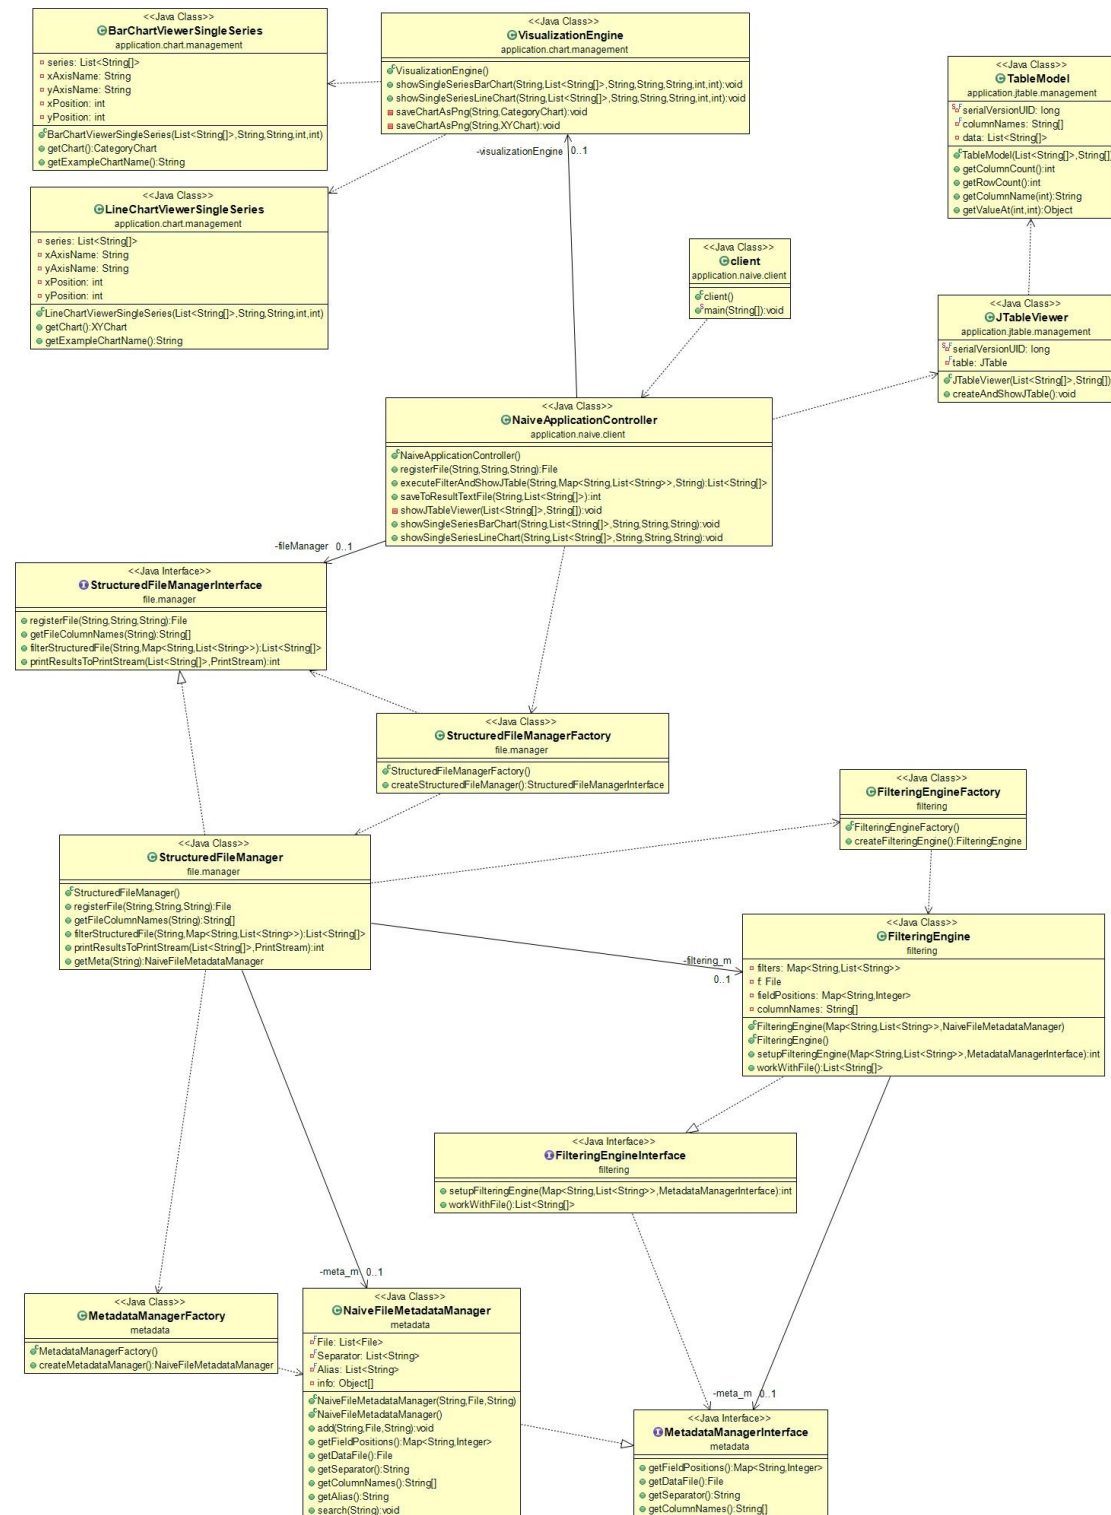 <<Java Class>>
BarChartViewerSingleSeries
application.chart.management
series: List<String[]>
xAxisName: String
yAxisName: String
xPosition: int
yPosition: int
BarChartViewerSingleSeries(List<String[]>,String,String,int,int)
getChart():CategoryChart
getExampleChartName():String
<<Java Class>>
VisualizationEngine
application.chart.management
VisualizationEngine()
showSingleSeriesBarChart(String,List<String[]>,String,String,String,int,int):void
showSingleSeriesLineChart(String,List<String[]>,String,String,String,int,int):void
saveChartAsPng(String,CategoryChart):void
saveChartAsPng(String,XYChart):void
-visualizationEngine 0..1
<<Java Class>>
TableModel
application.jtable.management
serialVersionUID: long
columnNames: String[]
data: List<String[]>
TableModel(List<String[]>,String[]
getColumnCount():int
getRowCount():int
getColumnName(int):String
getValueAt(int,int):Object
<<Java Class>>
LineChartViewerSingleSeries
application.chart.management
series: List<String[]>
xAxisName: String
yAxisName: String
xPosition: int
yPosition: int
LineChartViewerSingleSeries(List<String[]>,String,String,int,int)
getChart():XYChart
getExampleChartName():String
<<Java Class>>
client
application.naive.client
client()
main(String[]):void
<<Java Class>>
JTableViewer
application.jtable.management
serialVersionUID: long
table: JTable
JTableViewer(List<String[]>,String[])
createAndShowJTable():void
<<Java Class>>
NaiveApplicationController
application.naive.client
NaiveApplicationController()
registerFile(String,String,String):File
executeFilterAndShowJTable(String,Map<String,List<String>>,String):List<String[]>
saveToResultTextFile(String,List<String[]>):int
showJTableViewer(List<String[]>,String[]):void
showSingleSeriesBarChart(String,List<String[]>,String,String,String):void
showSingleSeriesLineChart(String,List<String[]>,String,String,String):void
-fileManager 0..1
<<Java Interface>>
StructuredFileManagerInterface
file.manager
registerFile(String,String,String):File
getFileColumnNames(String):String[]
filterStructuredFile(String,Map<String,List<String>>):List<String[]>
printResultsToPrintStream(List<String[]>,PrintStream):int
<<Java Class>>
StructuredFileManagerFactory
file.manager
StructuredFileManagerFactory()
createStructuredFileManager():StructuredFileManagerInterface
<<Java Class>>
FilteringEngineFactory
filtering
FilteringEngineFactory()
createFilteringEngine():FilteringEngine
<<Java Class>>
StructuredFileManager
file.manager
StructuredFileManager()
registerFile(String,String,String):File
getFileColumnNames(String):String[]
filterStructuredFile(String,Map<String,List<String>>):List<String[]>
printResultsToPrintStream(List<String[]>,PrintStream):int
getMeta(String):NaiveFileMetadataManager
-filtering_m
0..1
<<Java Class>>
FilteringEngine
filtering
filters: Map<String,List<String>>
f: File
fieldPositions: Map<String,Integer>
columnNames: String[]
FilteringEngine(Map<String,List<String>>,NaiveFileMetadataManager)
FilteringEngine()
setupFilteringEngine(Map<String,List<String>>,MetadataManagerInterface):int
workWithFile():List<String[]>
<<Java Interface>>
FilteringEngineInterface
filtering
setupFilteringEngine(Map<String,List<String>>,MetadataManagerInterface):int
workWithFile():List<String[]>
-meta_m 0..1
<<Java Class>>
MetadataManagerFactory
metadata
MetadataManagerFactory()
createMetadataManager():NaiveFileMetadataManager
<<Java Class>>
NaiveFileMetadataManager
metadata
File: List<File>
Separator: List<String>
Alias: List<String>
info: Object[]
NaiveFileMetadataManager(String,File,String)
NaiveFileMetadataManager()
add(String,File,String):void
getFieldPositions():Map<String,Integer>
getDataFile():File
getSeparator():String
getColumnNames():String[]
getAlias():String
search(String):void
-meta_m 0..1
<<Java Interface>>
MetadataManagerInterface
metadata
getFieldPositions():Map<String,Integer>
getDataFile():File
getSeparator():String
getColumnNames():String[]